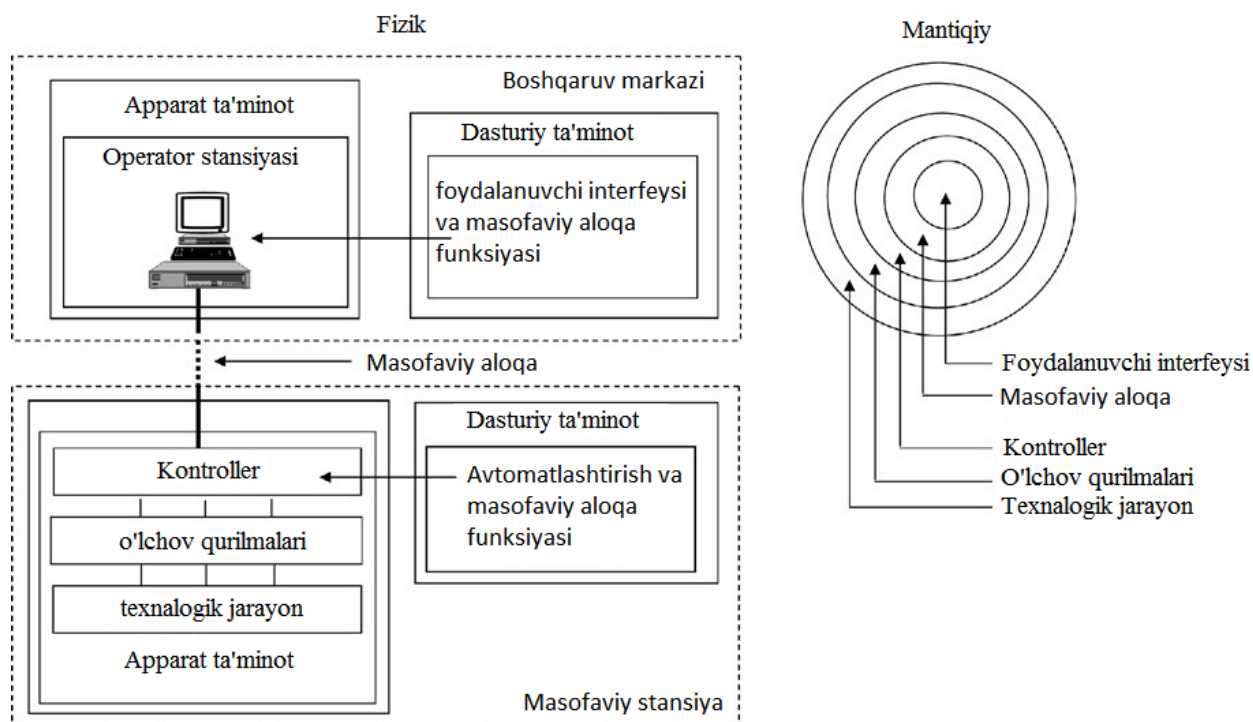 Fizik
Boshqaruv markazi
Apparat ta'minot
Operator stansiyasi
Dasturiy ta'minot
foydalanuvchi interfeysi
va masofaviy aloqa
funksiyasi
Masofaviy aloqa
Kontroller
o'lchov qurilmalari
texnalogik jarayon
Apparat ta'minot
Dasturiy ta'minot
Avtomatlashtirish va
masofaviy aloqa
funksiyasi
Masofaviy stansiya
Mantiqiy
Foydalanuvchi interfeysi
Masofaviy aloqa
Kontroller
O'lchov qurilmalari
Texnalogik jarayon